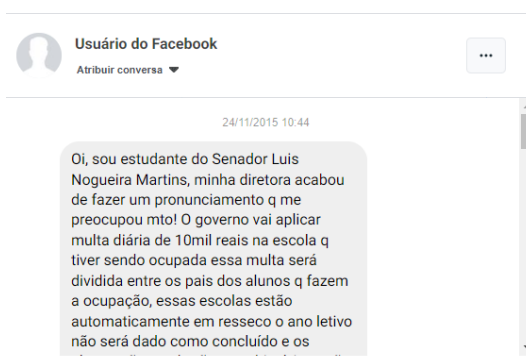 Usuário do Facebook
Atribuir conversa
24/11/2015 10:44
Oi, sou estudante do Senador Luis
Nogueira Martins, minha diretora acabou
de fazer um pronunciamento q me
preocupou mto! O governo vai aplicar
multa diária de 10mil reais na escola q
tiver sendo ocupada essa multa será
dividida entre os pais dos alunos q fazem
a ocupação, essas escolas estão
automaticamente em resseco o ano letivo
não será dado como concluído e os